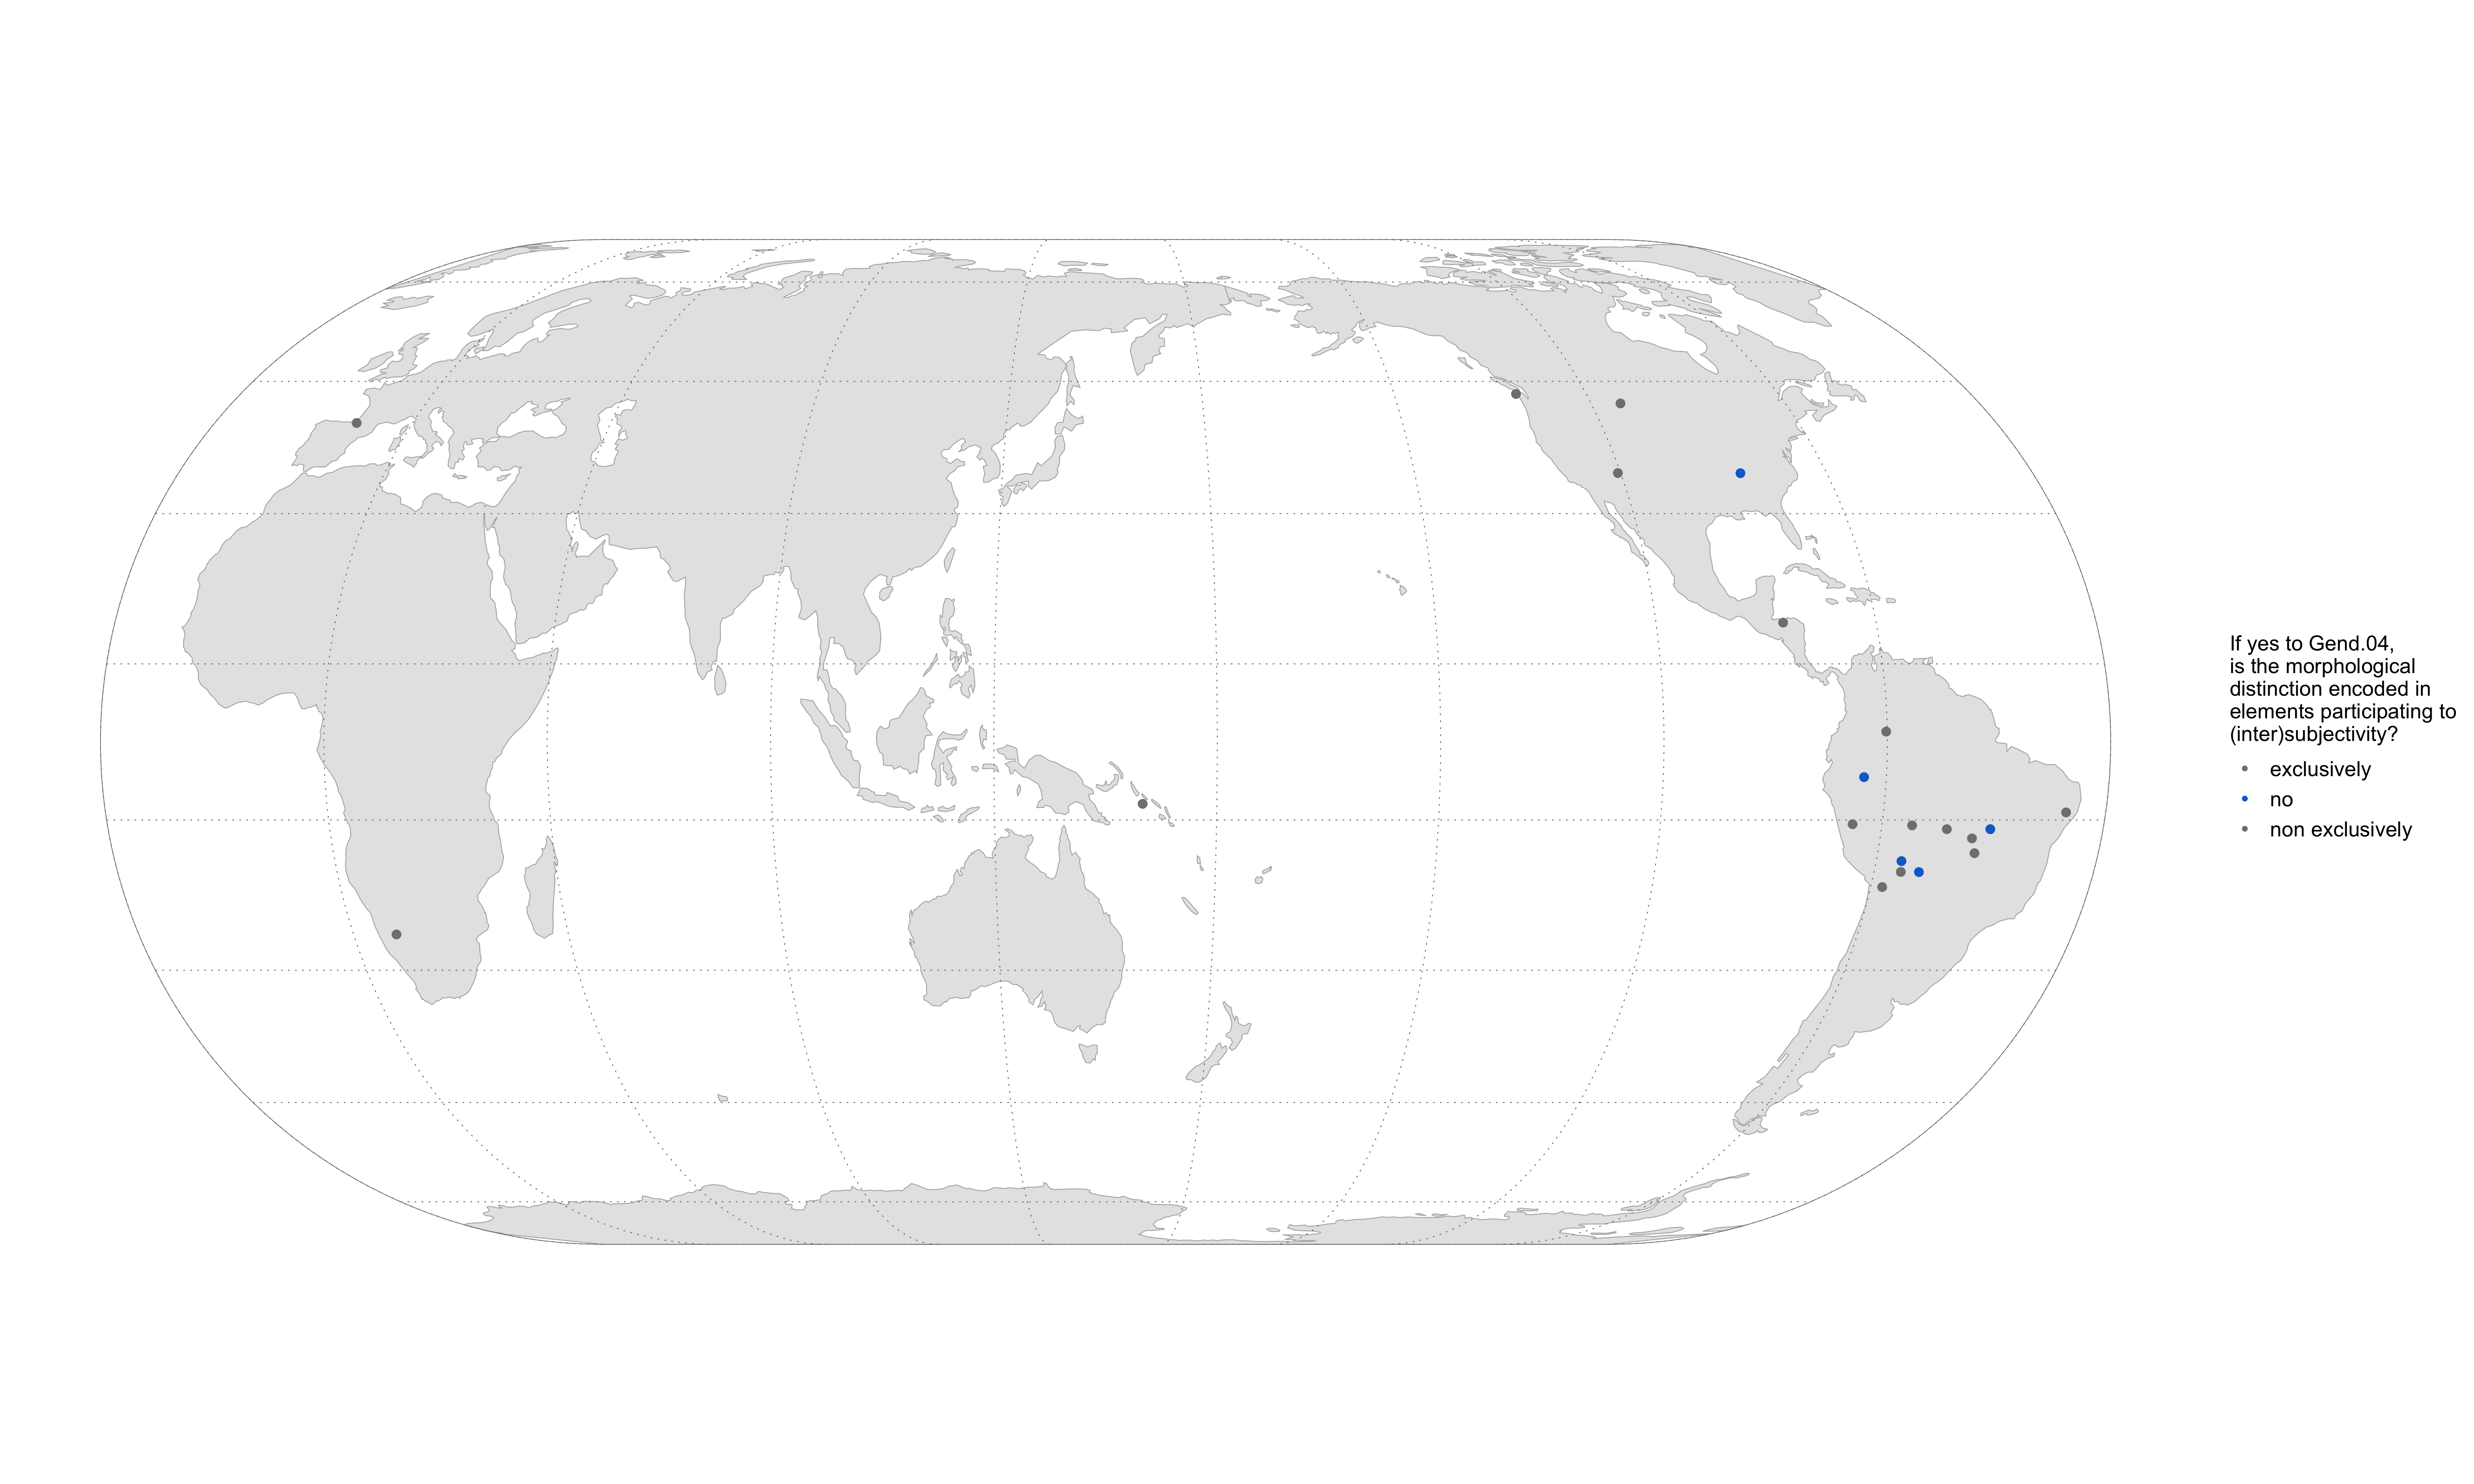 If yes to Gend.04,
is the morphological
distinction encoded in
elements participating to
(inter)subjectivity?
exclusively
no
non exclusively